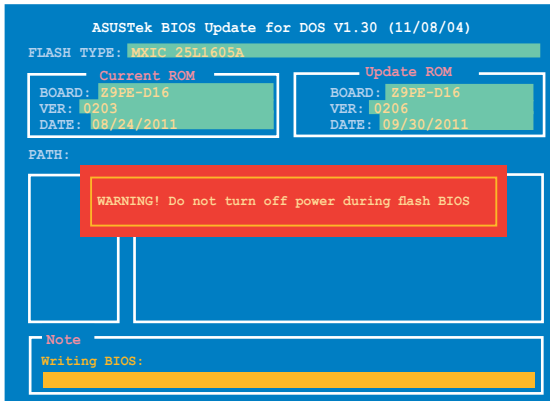 ASUSTek BIOS Update for DOS V1.30 (11/08/04)
FLASH TYPE: MXIC 25L1605A
Current ROM
BOARD: Z9PE-D16
VER: 0203
DATE: 08/24/2011
Update ROM
BOARD: Z9PE-D16
VER: 0206
DATE: 09/30/2011
PATH:
WARNING! Do not turn off power during flash BIOS
Note
Writing BIOS: